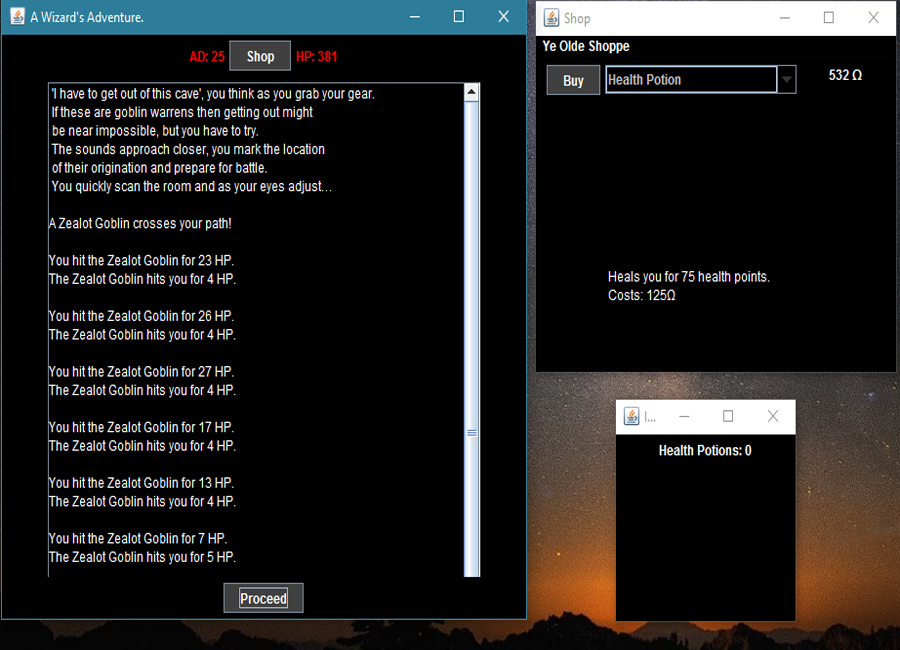 A Wizard's Adventure.
AD: 25 Shop HP: 381
'I have to get out of this cave', you think as you grab your gear.
If these are goblin warrens then getting out might
be near impossible, but you have to try.
The sounds approach closer, you mark the location
of their origination and prepare for battle.
You quickly scan the room and as your eyes adjust...
A Zealot Goblin crosses your path!
You hit the Zealot Goblin for 23 HP.
The Zealot Goblin hits you for 4 HP.
You hit the Zealot Goblin for 26 HP.
The Zealot Goblin hits you for 4 HP.
You hit the Zealot Goblin for 27 HP.
The Zealot Goblin hits you for 4 HP.
You hit the Zealot Goblin for 17 HP.
The Zealot Goblin hits you for 4 HP.
You hit the Zealot Goblin for 13 HP.
The Zealot Goblin hits you for 4 HP.
You hit the Zealot Goblin for 7 HP.
The Zealot Goblin hits you for 5 HP.
Proceed
Shop
Ye Olde Shoppe
Buy Health Potion 532 Ω
Heals you for 75 health points.
Costs: 125Ω
I...
Health Potions: 0